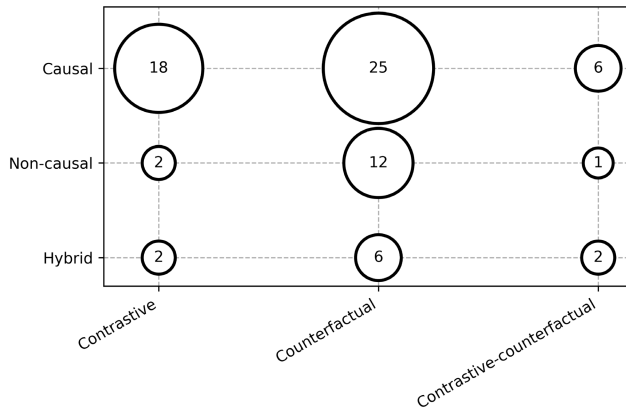 Causal 18 25 6
Non-causal 2 12 1
Hybrid 2 6 2
Contrastive Counterfactual Contrastive-counterfactual